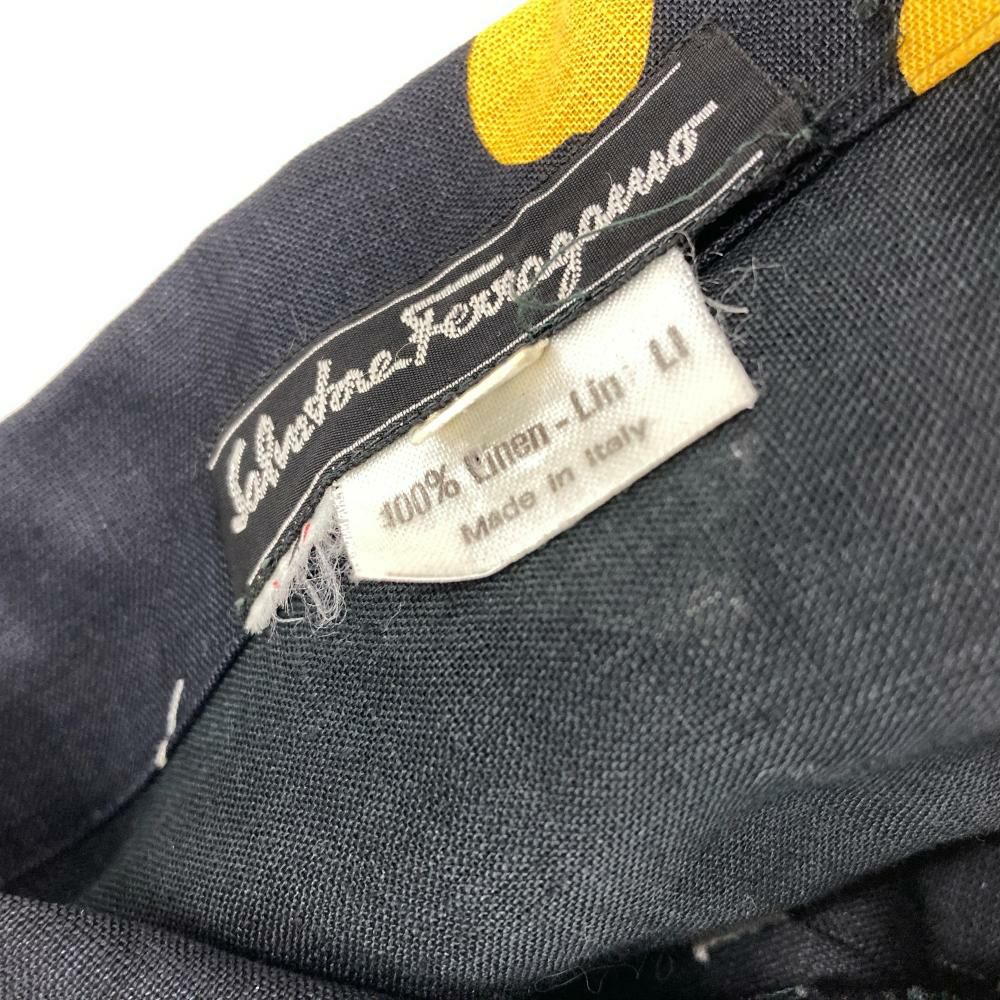 Salvatore Ferragamo
100% Linen - Lin - LI
Made in Italy